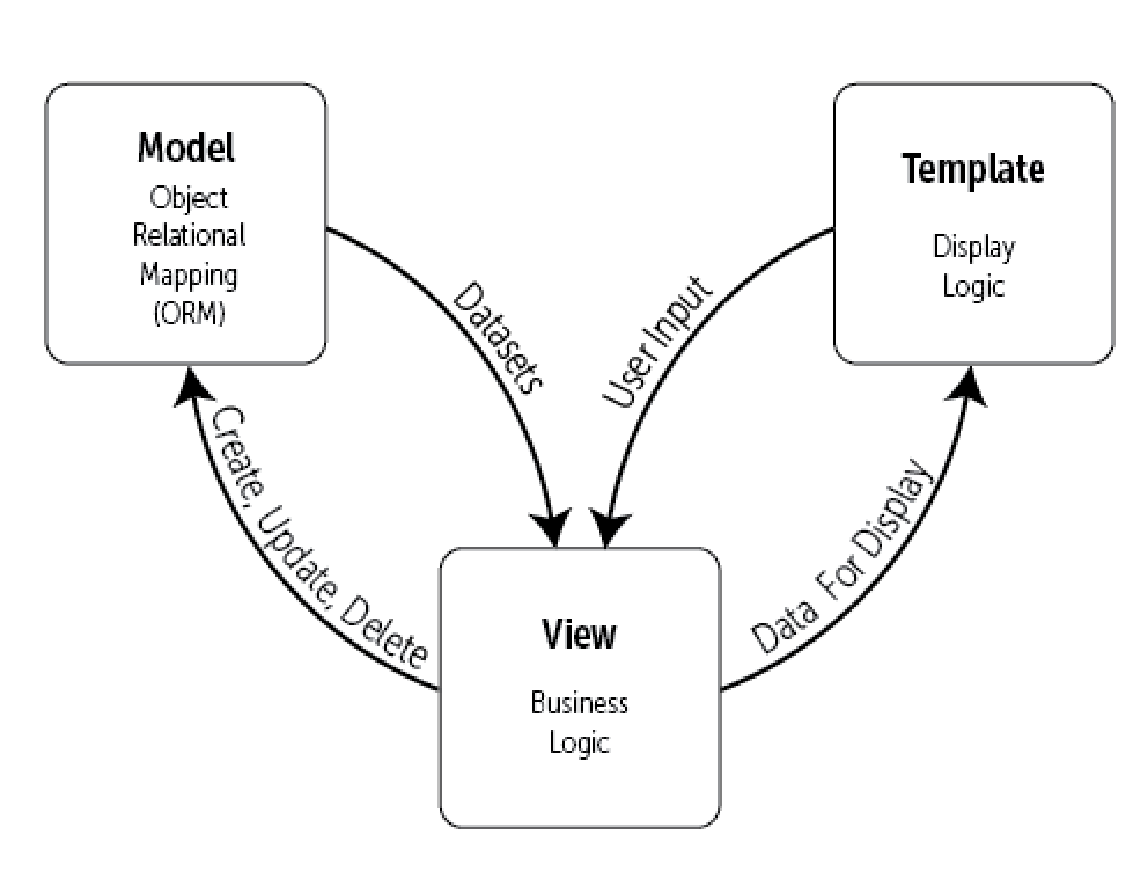 Model
Object
Relational
Mapping
(ORM)
Template
Display
Logic
Datasets
User Input
Create, Update, Delete
Data For Display
View
Business
Logic